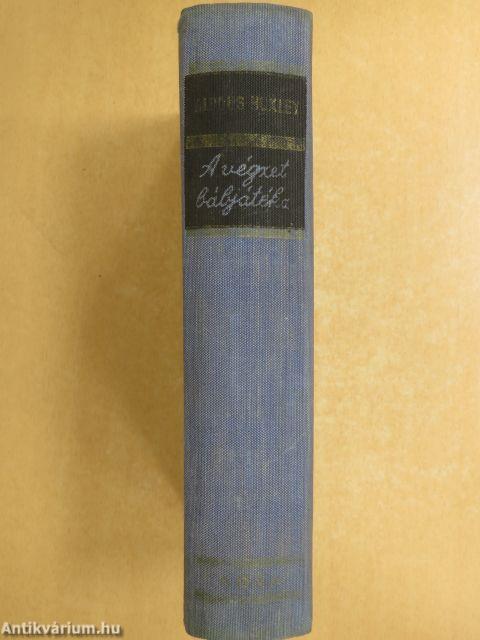 ALDOUS HUXLEY
A végzet
bábjátéka
Antikvárium.hu